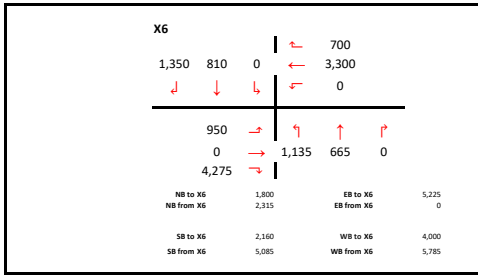 X6
700
1,350 810 0 3,300
0
950
0 1,135 665 0
4,275
NB to X6 1,800 EB to X6 5,225
NB from X6 2,315 EB from X6 0
SB to X6 2,160 WB to X6 4,000
SB from X6 5,085 WB from X6 5,785